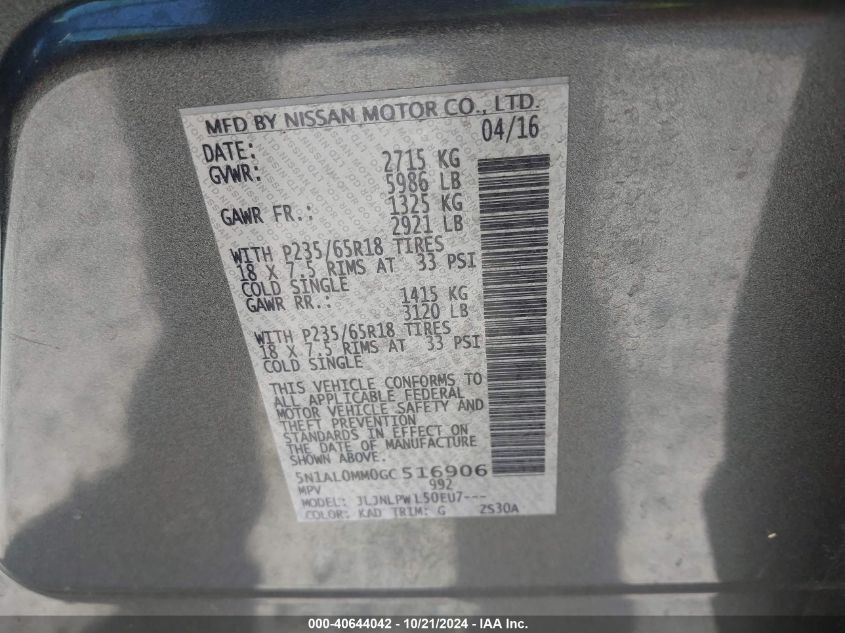 MFD BY NISSAN MOTOR CO., LTD.
DATE: 04/16
GVWR: 2715 KG
5986 LB
GAWR FR.: 1325 KG
2921 LB
WITH P235/65R18 TIRES
18 X 7.5 RIMS AT 33 PSI
COLD SINGLE
GAWR RR.: 1415 KG
3120 LB
WITH P235/65R18 TIRES
18 X 7.5 RIMS AT 33 PSI
COLD SINGLE
THIS VEHICLE CONFORMS TO
ALL APPLICABLE FEDERAL
MOTOR VEHICLE SAFETY AND
THEFT PREVENTION
STANDARDS IN EFFECT ON
THE DATE OF MANUFACTURE
SHOWN ABOVE.
5N1AL0MM0GC516906
MPV 992
MODEL: JLJNLPWL50EU7---
COLOR: KAD TRIM: G 2S30A
000-40644042 - 10/21/2024 - IAA Inc.